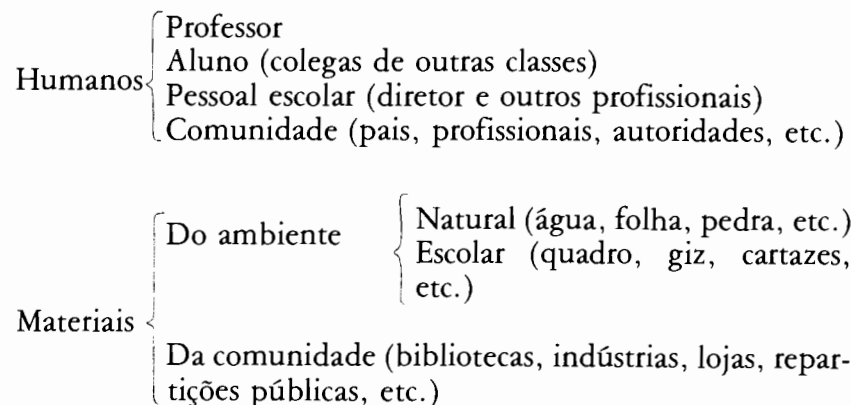 Humanos
Professor
Aluno (colegas de outras classes)
Pessoal escolar (diretor e outros profissionais)
Comunidade (pais, profissionais, autoridades, etc.)
Materiais
Do ambiente
Natural (água, folha, pedra, etc.)
Escolar (quadro, giz, cartazes,
etc.)
Da comunidade (bibliotecas, indústrias, lojas, repar-
tições públicas, etc.)